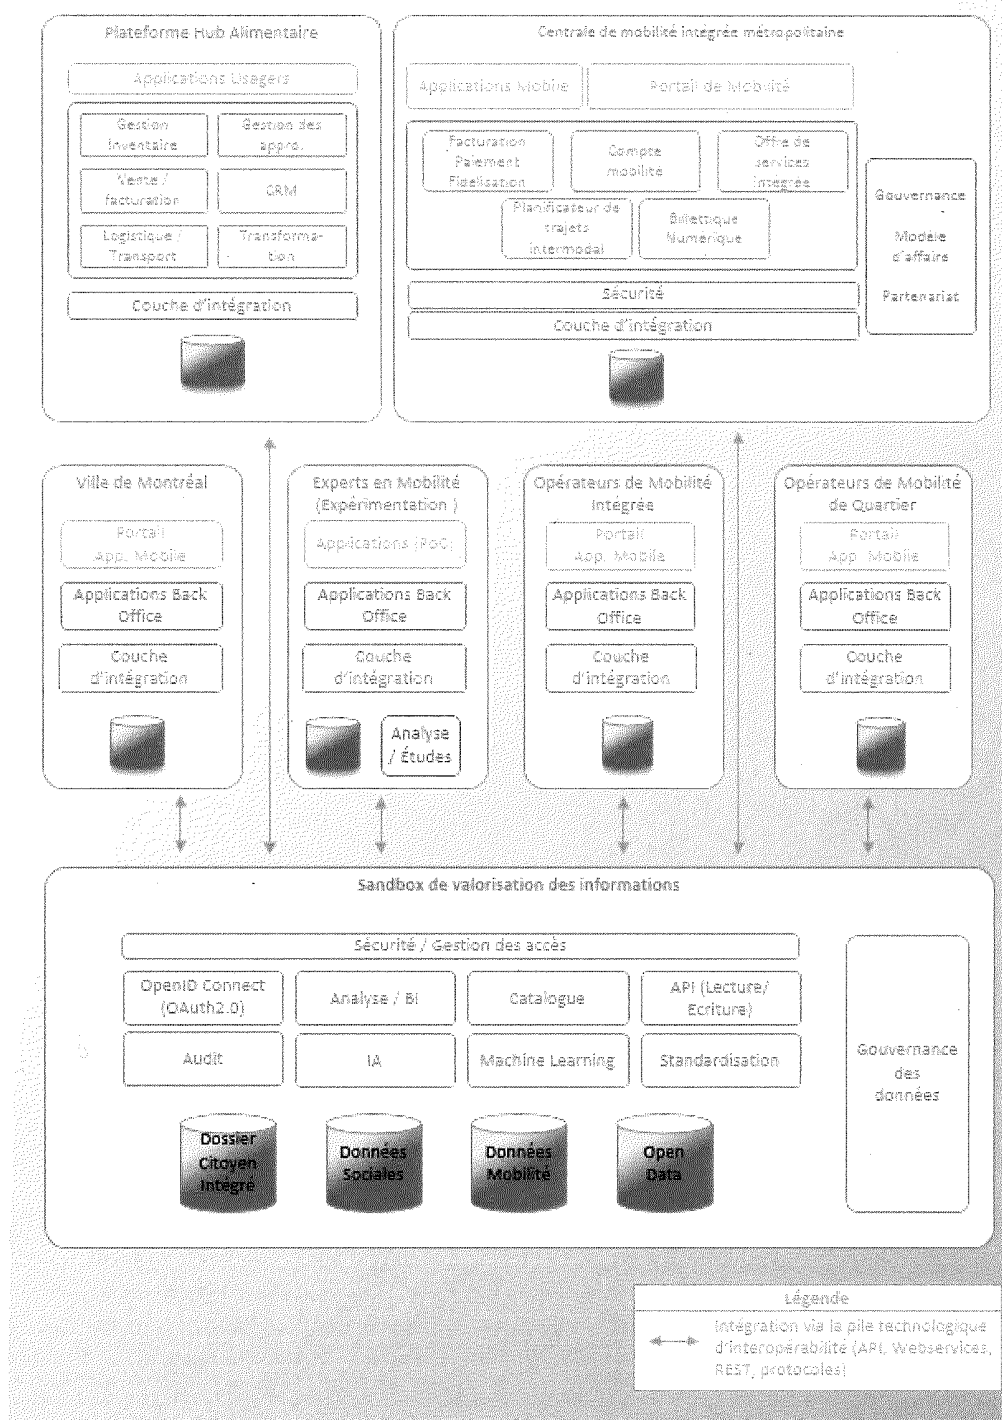 Plateforme Hub Alimentaire
Applications Usagers
Gestion
Inventaire
Gestion des
appro.
Vente /
facturation
CRM
Logistique /
Transport
Transforma-
tion
Couche d'intégration
Centrale de mobilité intégrée métropolitaine
Applications Mobile
Portail de Mobilité
Facturation
Paiement
Fidélisation
Compte
mobilité
Offre de
services
intégrée
Planificateur de
trajets
intermodal
Billettique
Numérique
Sécurité
Couche d'intégration
Gouvernance
Modèle
d'affaire
Partenariat
Ville de Montréal
Portail
App. Mobile
Applications Back
Office
Couche
d'intégration
Experts en Mobilité
(Expérimentation )
Applications (PoC)
Applications Back
Office
Couche
d'intégration
Analyse
/ Études
Opérateurs de Mobilité
Intégrée
Portail
App. Mobile
Applications Back
Office
Couche
d'intégration
Opérateurs de Mobilité
de Quartier
Portail
App. Mobile
Applications Back
Office
Couche
d'intégration
Sandbox de valorisation des informations
Sécurité / Gestion des accès
OpenID Connect
(OAuth2.0)
Analyse / BI
Catalogue
API (Lecture/
Ecriture)
Audit
IA
Machine Learning
Standardisation
Gouvernance
des
données
Dossier
Citoyen
Intégré
Données
Sociales
Données
Mobilité
Open
Data
Légende
Intégration via la pile technologique
d'interopérabilité (API, Webservices,
REST, protocoles)